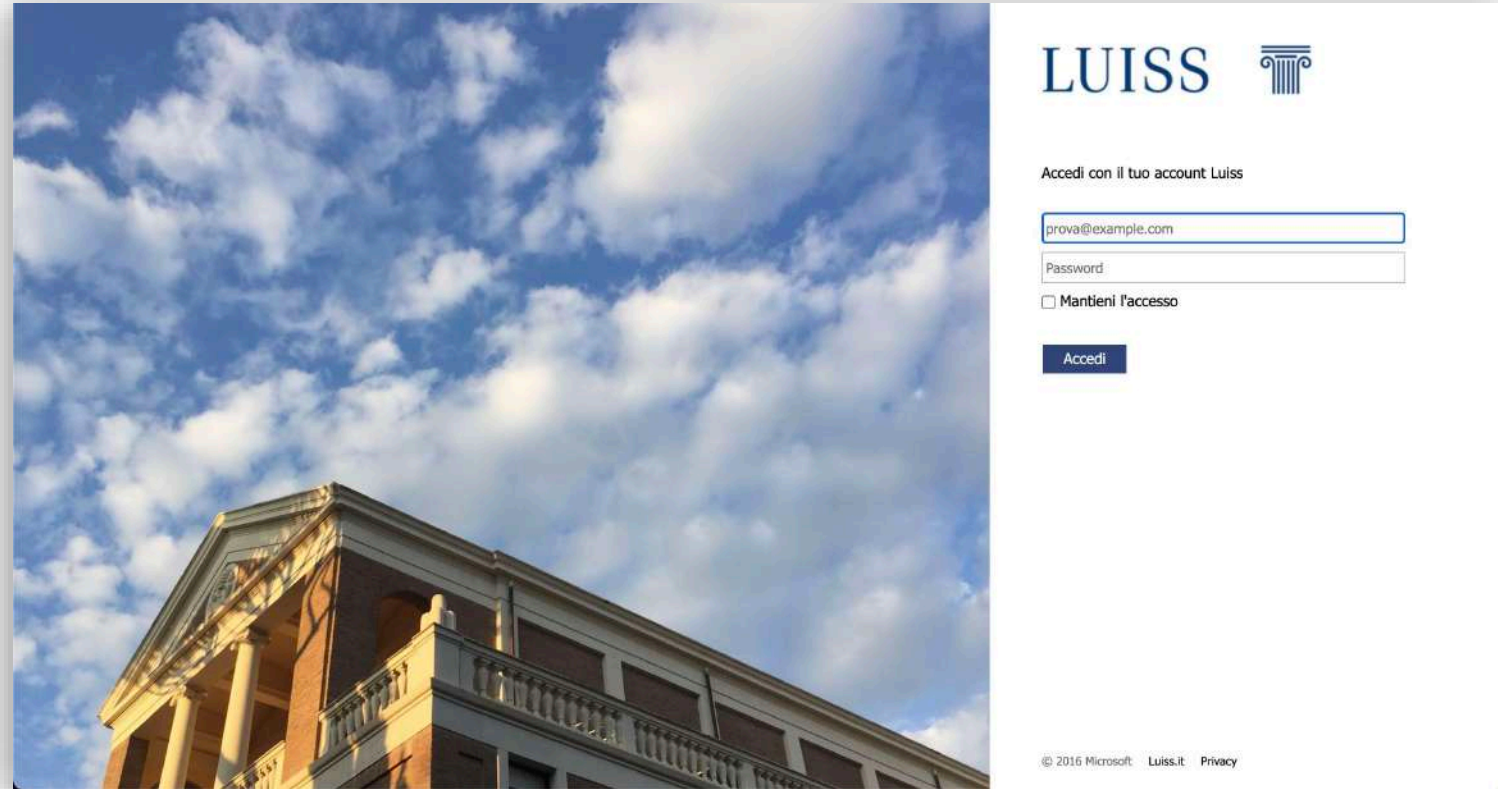 LUISS
Accedi con il tuo account Luiss
prova@example.com
Password
Mantieni l'accesso
Accedi
© 2016 Microsoft Luiss.it Privacy